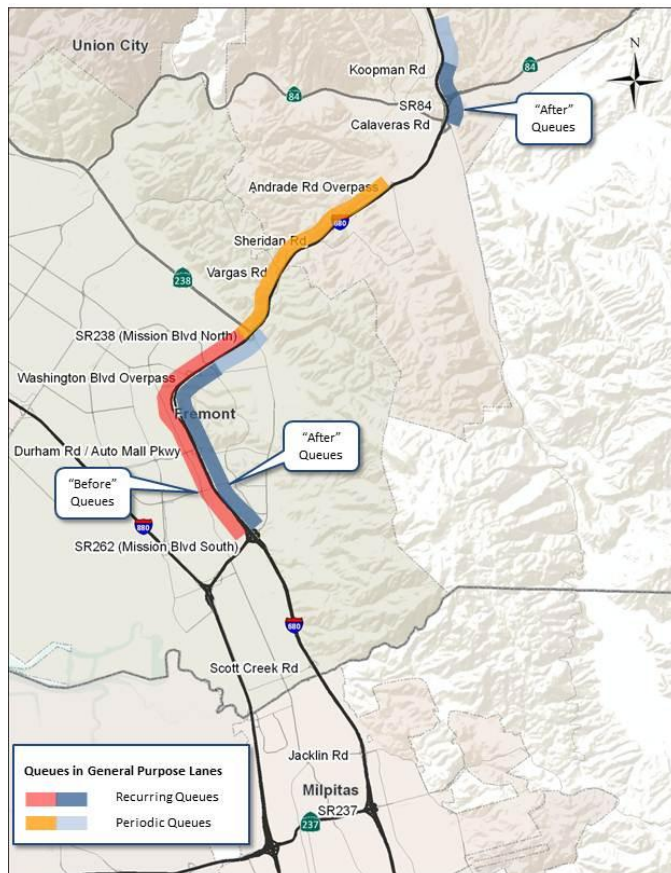 Union City
N
Koopman Rd
84
84
SR84
Calaveras Rd
"After"
Queues
Andrade Rd Overpass
680
Sheridan Rd
Vargas Rd
238
SR238 (Mission Blvd North)
Washington Blvd Overpass
Fremont
Durham Rd / Auto Mall Pkwy
"After"
Queues
"Before"
Queues
880
SR262 (Mission Blvd South)
680
Scott Creek Rd
Jacklin Rd
Milpitas
SR237
237
Queues in General Purpose Lanes
Recurring Queues
Periodic Queues